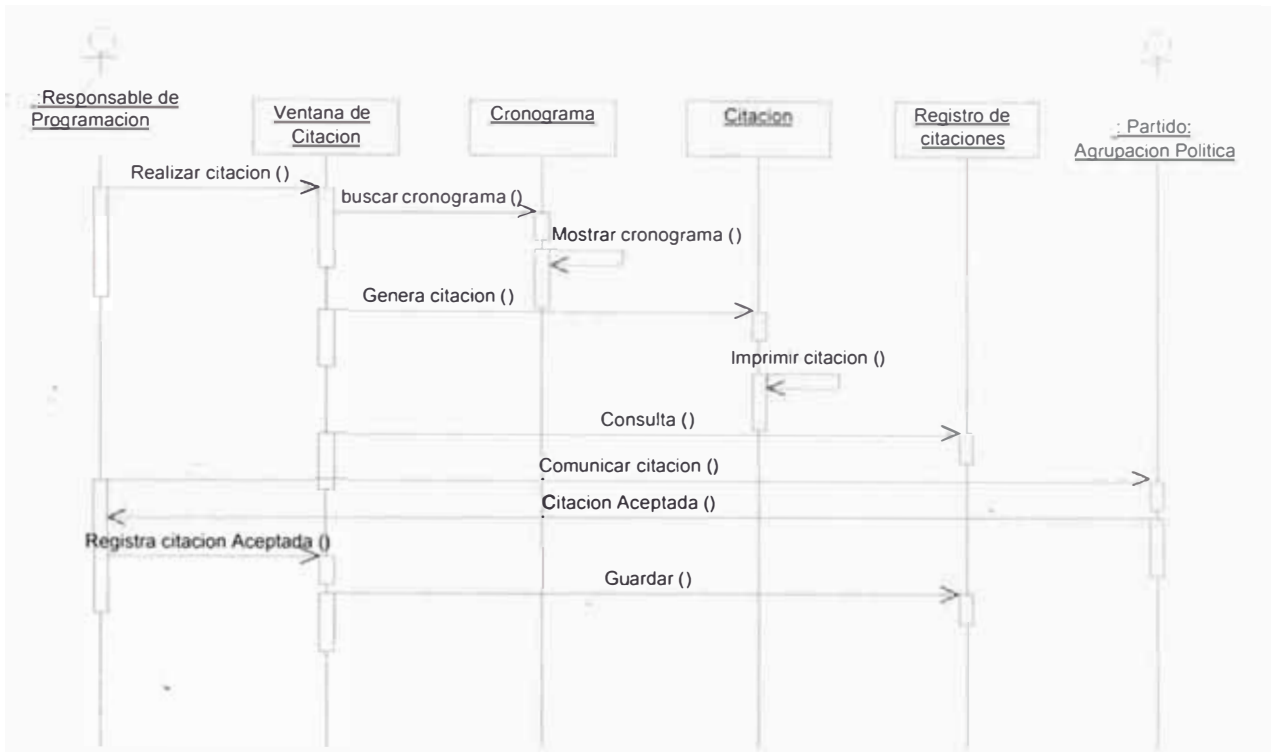 :Responsable de
Programacion
Ventana de
Citacion
Cronograma
Citacion
Registro de
citaciones
: Partido:
Agrupacion Politica
Realizar citacion ()
buscar cronograma ()
Mostrar cronograma ()
Genera citacion ()
Imprimir citacion ()
Consulta ()
Comunicar citacion ()
Citacion Aceptada ()
Registra citacion Aceptada ()
Guardar ()